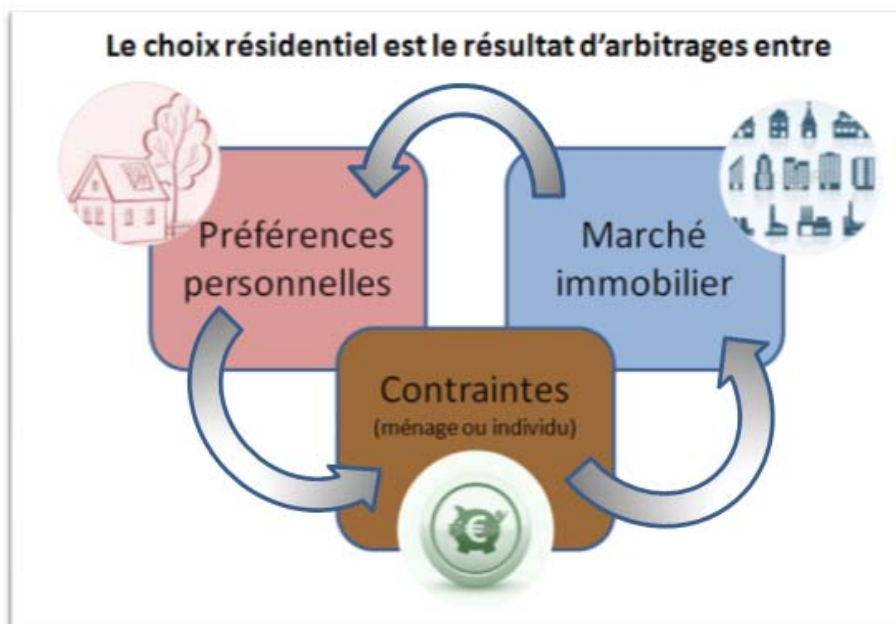 Le choix résidentiel est le résultat d'arbitrages entre
Préférences
personnelles
Marché
immobilier
Contraintes
(ménage ou individu)
€